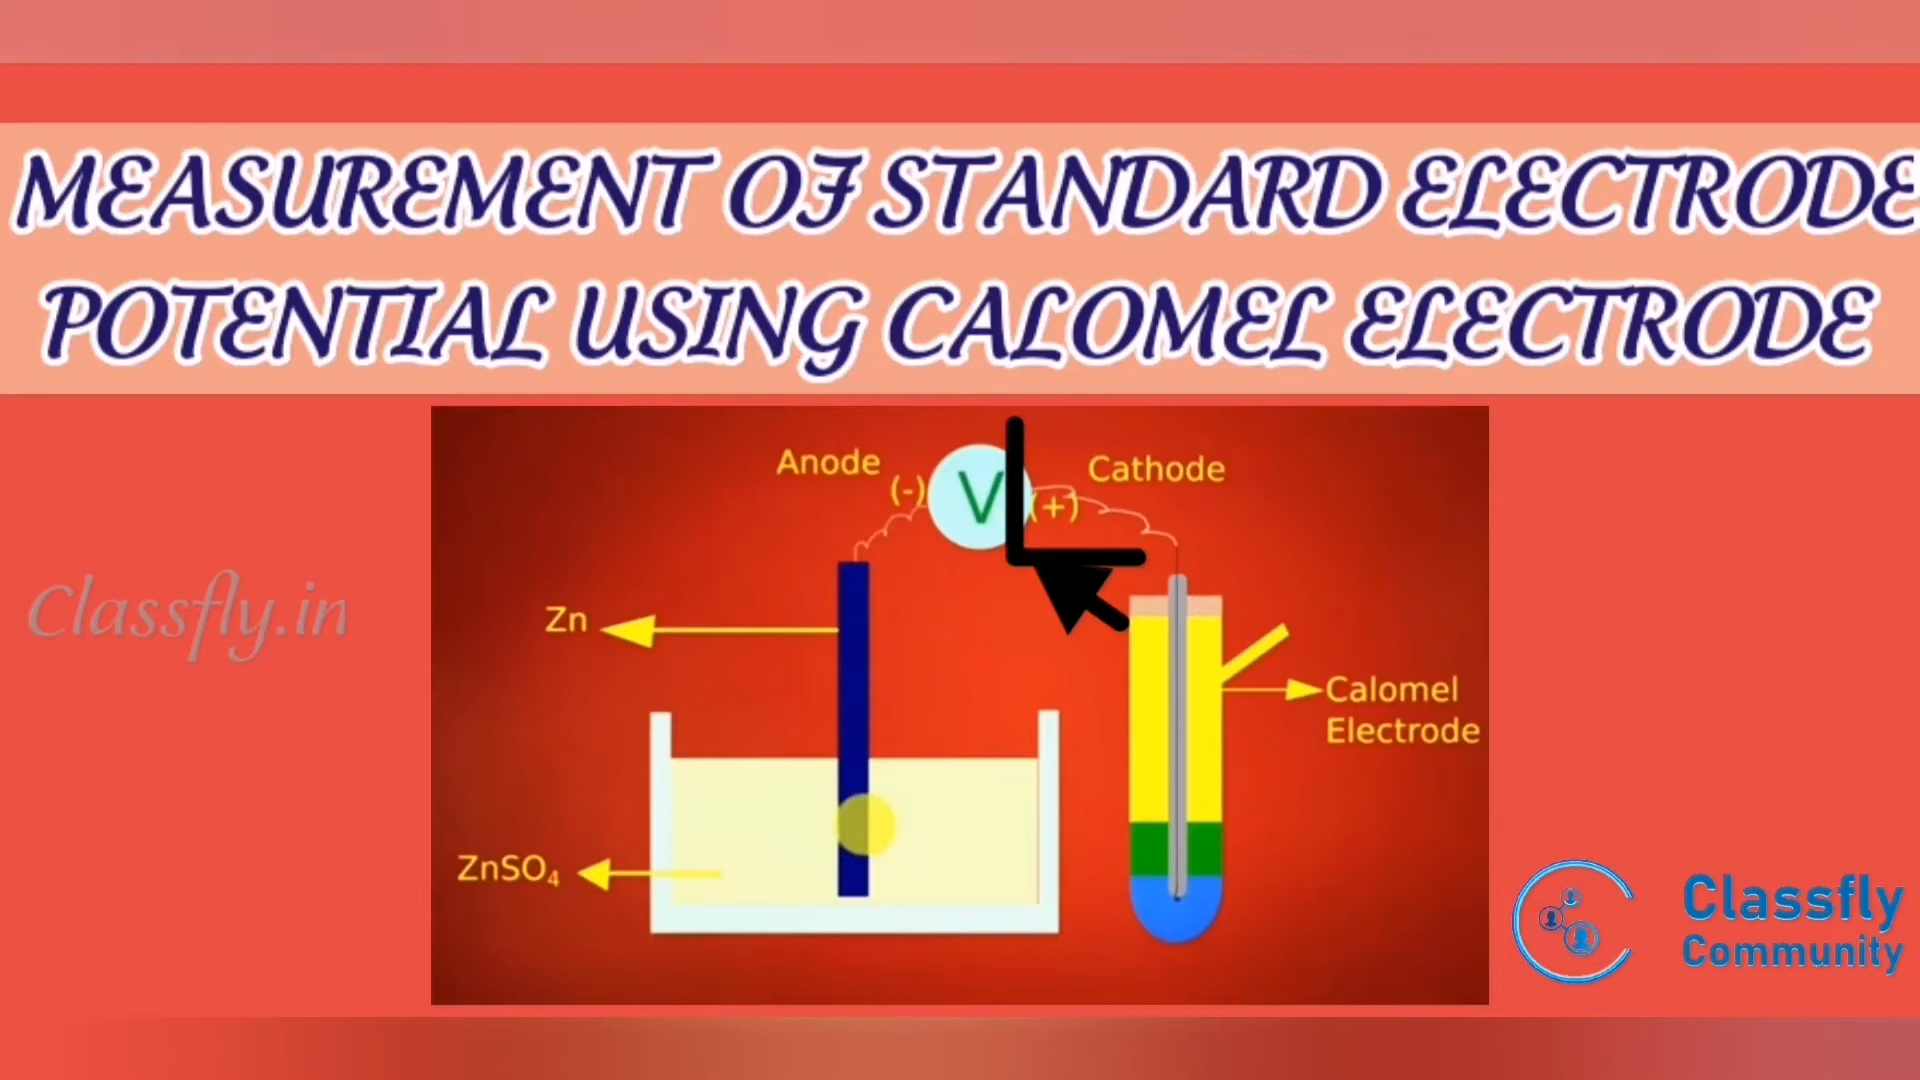 MEASUREMENT OF STANDARD ELECTRODE
POTENTIAL USING CALOMEL ELECTRODE
Anode
(-)
V
(+)
Cathode
Zn
Classfly.in
Calomel
Electrode
ZnSO₄
Classfly
Community